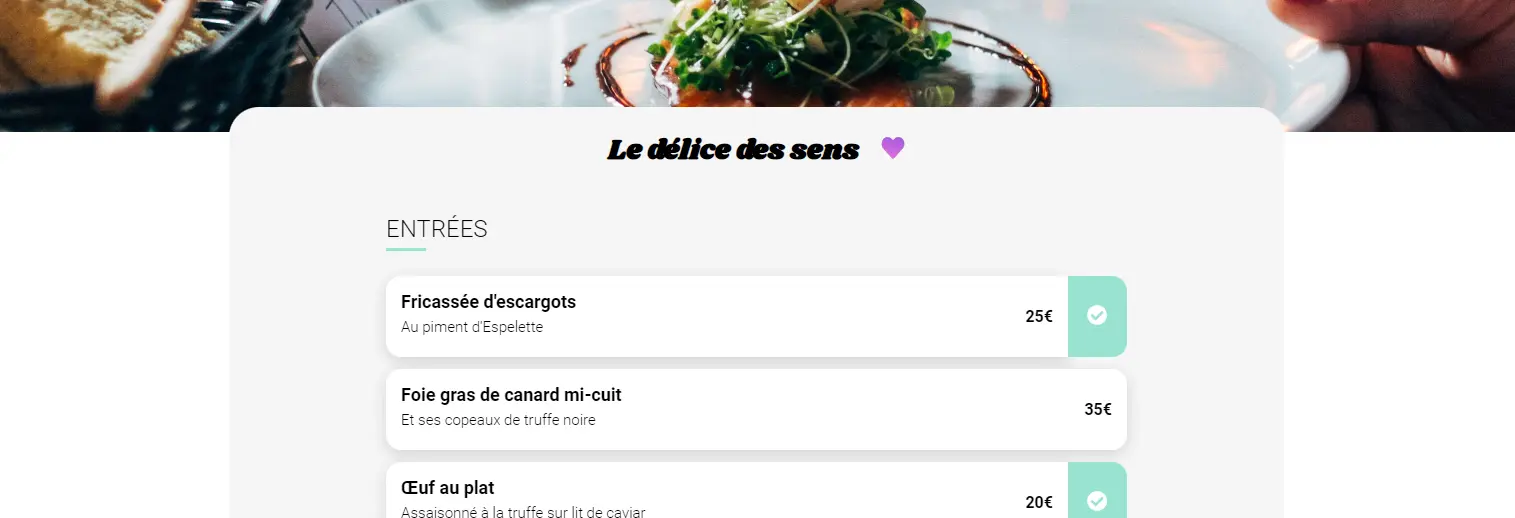 Le délice des sens
ENTRÉES
Fricassée d'escargots
Au piment d'Espelette
25€
Foie gras de canard mi-cuit
Et ses copeaux de truffe noire
35€
Œuf au plat
Assaisonné à la truffe sur lit de caviar
20€